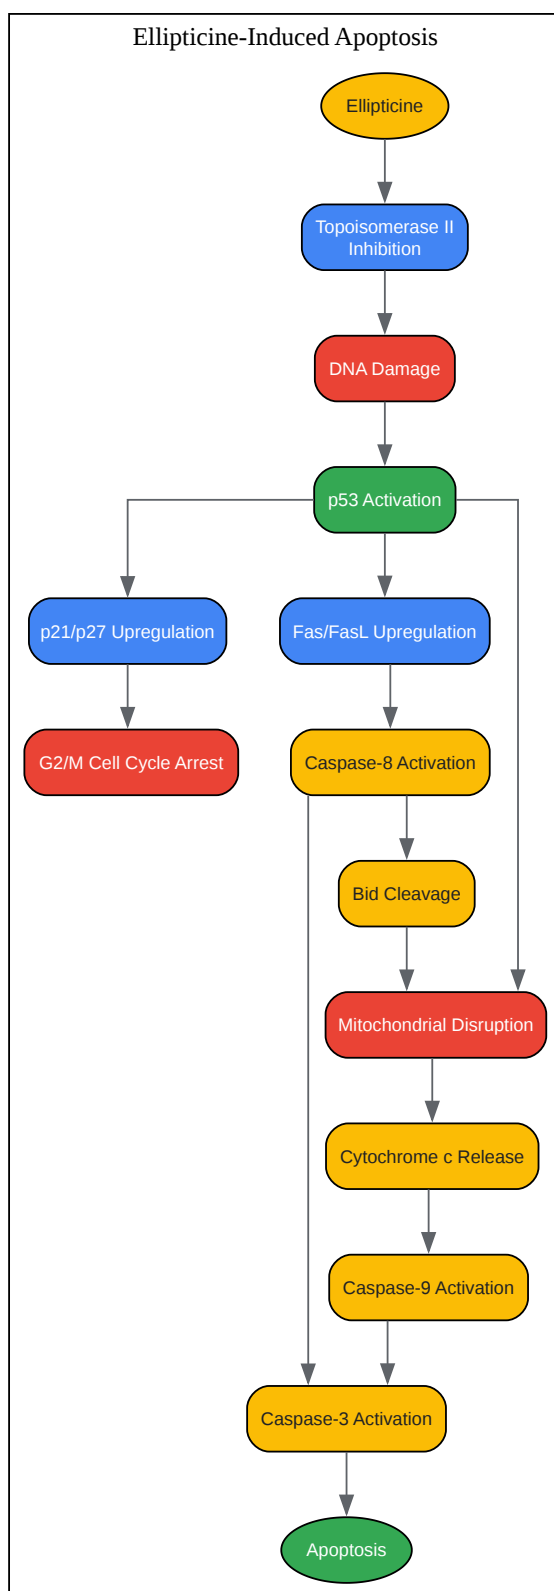 Ellipticine-Induced Apoptosis
Ellipticine
Topoisomerase II
Inhibition
DNA Damage
p53 Activation
p21/p27 Upregulation
Fas/FasL Upregulation
G2/M Cell Cycle Arrest
Caspase-8 Activation
Bid Cleavage
Mitochondrial Disruption
Cytochrome c Release
Caspase-9 Activation
Caspase-3 Activation
Apoptosis